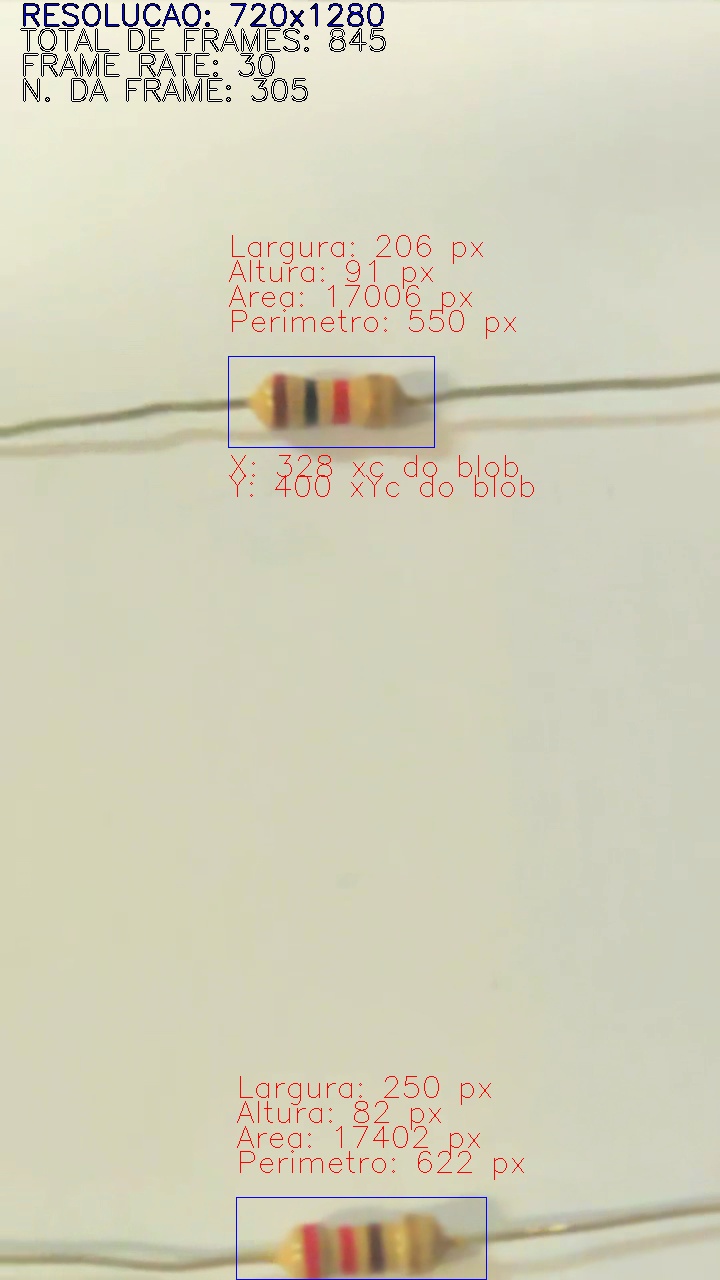 RESOLUCAO: 720x1280
TOTAL DE FRAMES: 845
FRAME RATE: 30
N. DA FRAME: 305
Largura: 206 px
Altura: 91 px
Area: 17006 px
Perimetro: 550 px
X: 328 xc do blob
Y: 400 xYc do blob
Largura: 250 px
Altura: 82 px
Area: 17402 px
Perimetro: 622 px